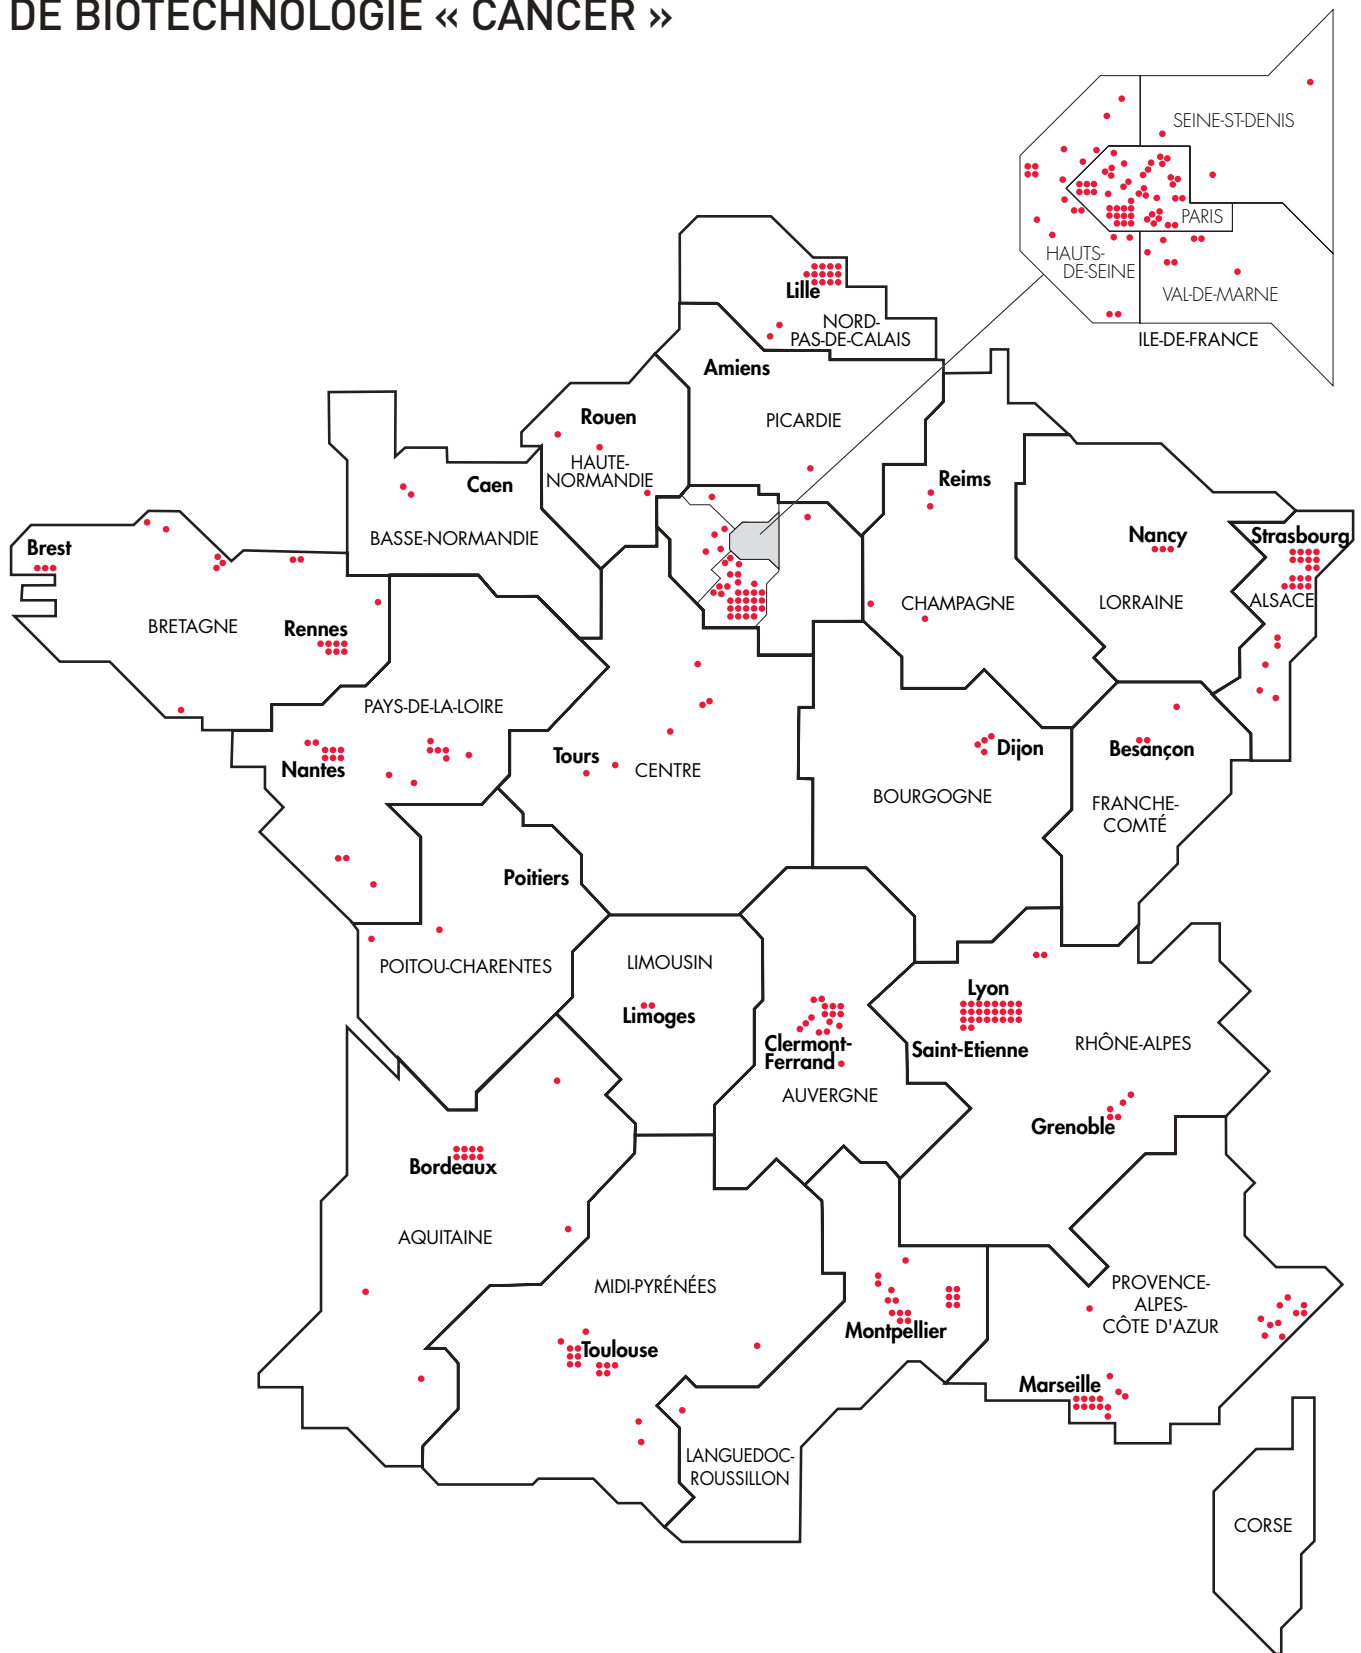 DE BIOTECHNOLOGIE « CANCER »
SEINE-ST-DENIS
PARIS
HAUTS-
DE-SEINE
VAL-DE-MARNE
ILE-DE-FRANCE
Lille
NORD-
PAS-DE-CALAIS
Amiens
PICARDIE
Rouen
HAUTE-
NORMANDIE
Caen
BASSE-NORMANDIE
Reims
CHAMPAGNE
Nancy
LORRAINE
Strasbourg
ALSACE
Brest
BRETAGNE
Rennes
PAYS-DE-LA-LOIRE
Nantes
Tours
CENTRE
Dijon
BOURGOGNE
Besançon
FRANCHE-
COMTÉ
Poitiers
POITOU-CHARENTES
LIMOUSIN
Limoges
Clermont-
Ferrand
AUVERGNE
Lyon
Saint-Etienne
RHÔNE-ALPES
Grenoble
Bordeaux
AQUITAINE
MIDI-PYRÉNÉES
Toulouse
Montpellier
PROVENCE-
ALPES-
CÔTE D'AZUR
Marseille
LANGUEDOC-
ROUSSILLON
CORSE